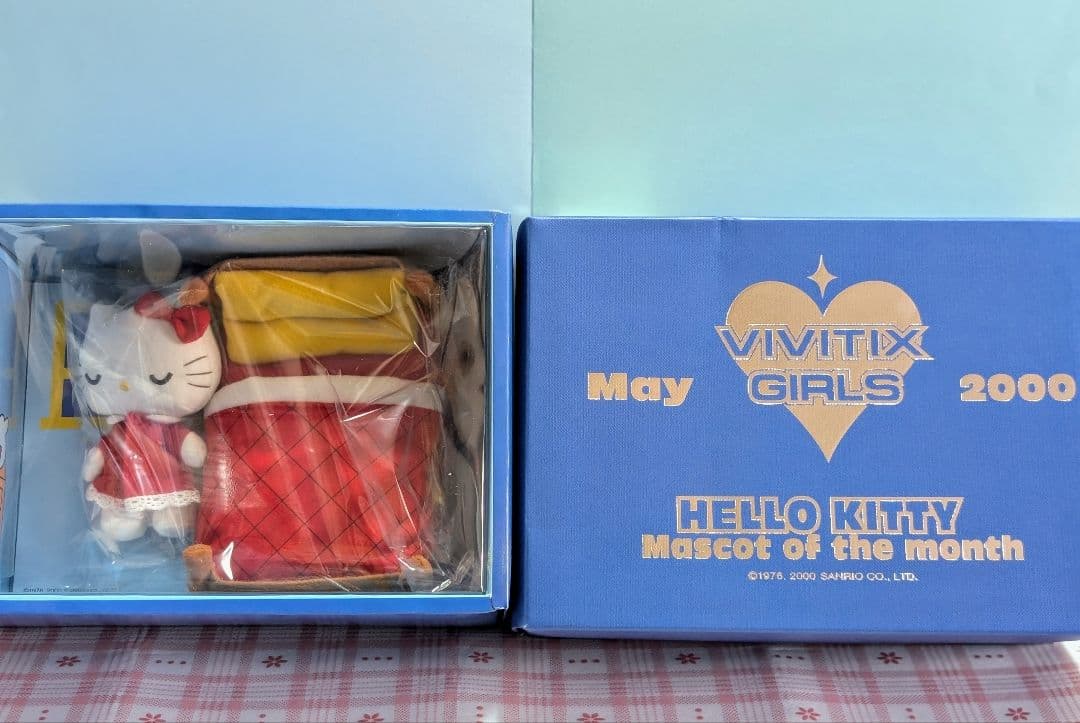 VIVITIX
GIRLS
May
2000
HELLO KITTY
Mascot of the month
©1976, 2000 SANRIO CO., LTD.